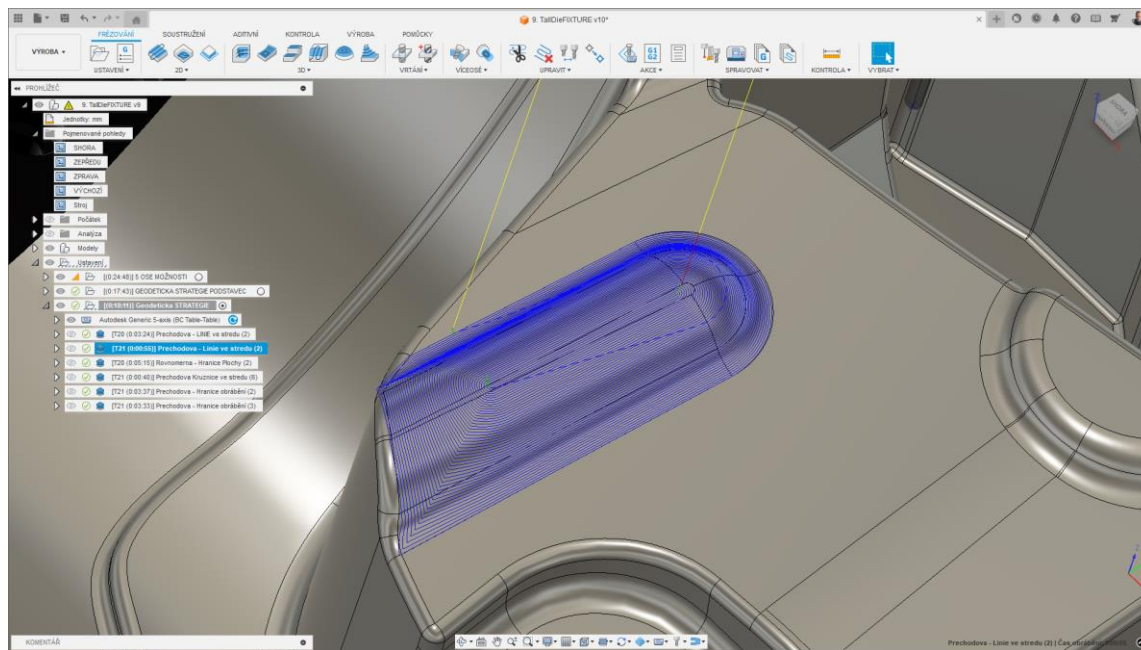 9. TallDieFIXTURE v10*
VÝROBA
FRÉZOVÁNÍ
SOUSTRUŽENÍ
ADITIVNÍ
KONTROLA
VÝROBA
POMŮCKY
USTAVENÍ
2D
3D
VRTÁNÍ
VÍCEOSÉ
UPRAVIT
AKCE
SPRAVOVAT
KONTROLA
VYBRAT
G1
G2
PROHLÍŽEČ
9. TallDieFIXTURE v9
Jednotky: mm
Pojmenované pohledy
SHORA
ZEPŘEDU
ZPRAVA
VÝCHOZÍ
Stroj
Počátek
Analýza
Modely
Ustavení
[(0:24:48)] 5 OSE MOŽNOSTI
[(0:17:43)] GEODETICKA STRATEGIE PODSTAVEC
[(0:18:11)] Geodeticka STRATEGIE
Autodesk Generic 5-axis (BC Table-Table)
[T20 (0:03:24)] Prechodova - LINIE ve stredu (2)
[T21 (0:00:55)] Prechodova - Linie ve stredu (2)
[T20 (0:05:15)] Rovnomerna - Hranice Plochy (2)
[T21 (0:00:40)] Prechodova Kruznice ve stredu (6)
[T21 (0:03:37)] Prechodova - Hranice obrábění (2)
[T21 (0:03:33)] Prechodova - Hranice obrábění (3)
SHORA
KOMENTÁŘ
Prechodova - Linie ve stredu (2) | Čas obrábění: